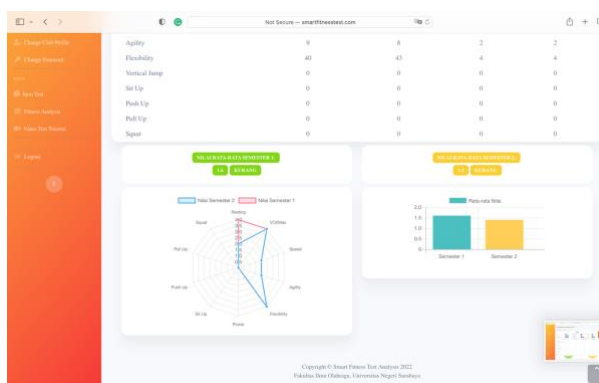 Not Secure — smartfitnesstest.com
Change Club Profile
Change Password
Input Test
Fitness Analysis
Video Test Tutorial
Logout
Agility 9 8 2 2
Flexibility 40 43 4 4
Vertical Jump 0 0 0 0
Sit Up 0 0 0 0
Push Up 0 0 0 0
Pull Up 0 0 0 0
Squat 0 0 0 0
NILAI RATA-RATA SEMESTER 1:
1.6 KURANG
NILAI RATA-RATA SEMESTER 2:
KURANG
Nilai Semester 2 Nilai Semester 1
Resting
VO2Max
Speed
Agility
Flexibility
Power
Sit Up
Push Up
Pull Up
Squat
Rata-rata Nilai
2.0
1.5
1.0
0.5
0
Semester 1 Semester 2
Copyright © Smart Fitness Test Analysis 2022
Fakultas Ilmu Olahraga, Universitas Negeri Surabaya